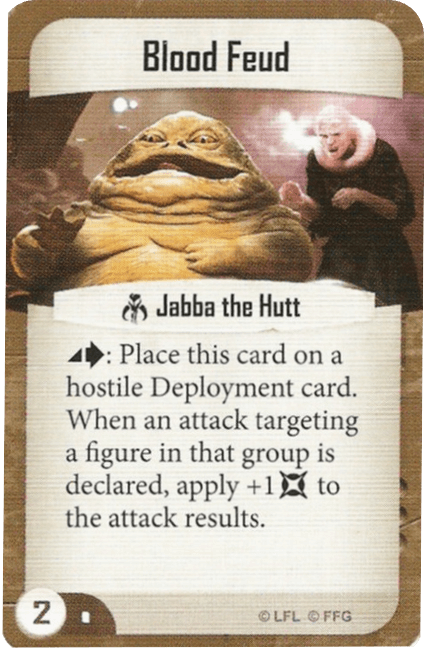 Blood Feud
Jabba the Hutt
: Place this card on a
hostile Deployment card.
When an attack targeting
a figure in that group is
declared, apply +1 to
the attack results.
2
© LFL © FFG